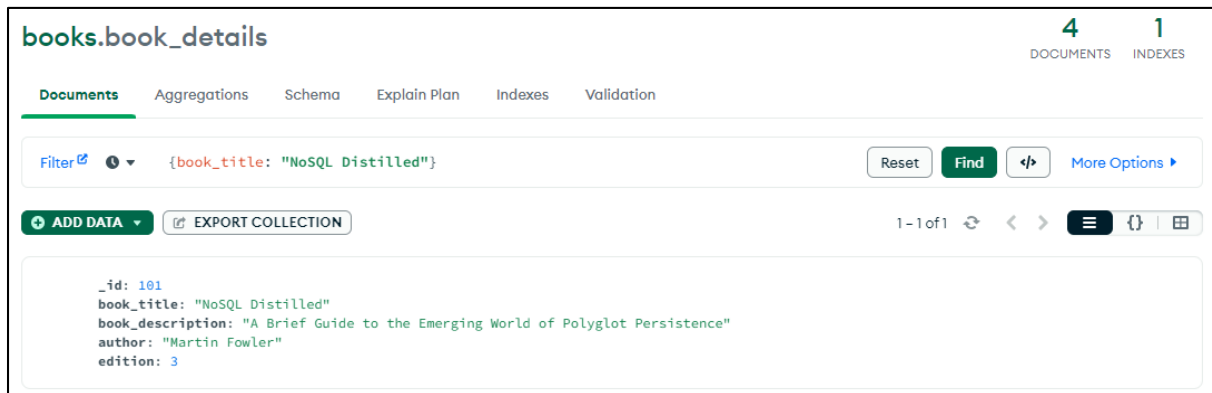 books.book_details
4 1
DOCUMENTS INDEXES
Documents Aggregations Schema Explain Plan Indexes Validation
Filter {book_title: "NoSQL Distilled"} Reset Find </> More Options
ADD DATA EXPORT COLLECTION 1 – 1 of 1 {}
_id: 101
book_title: "NoSQL Distilled"
book_description: "A Brief Guide to the Emerging World of Polyglot Persistence"
author: "Martin Fowler"
edition: 3